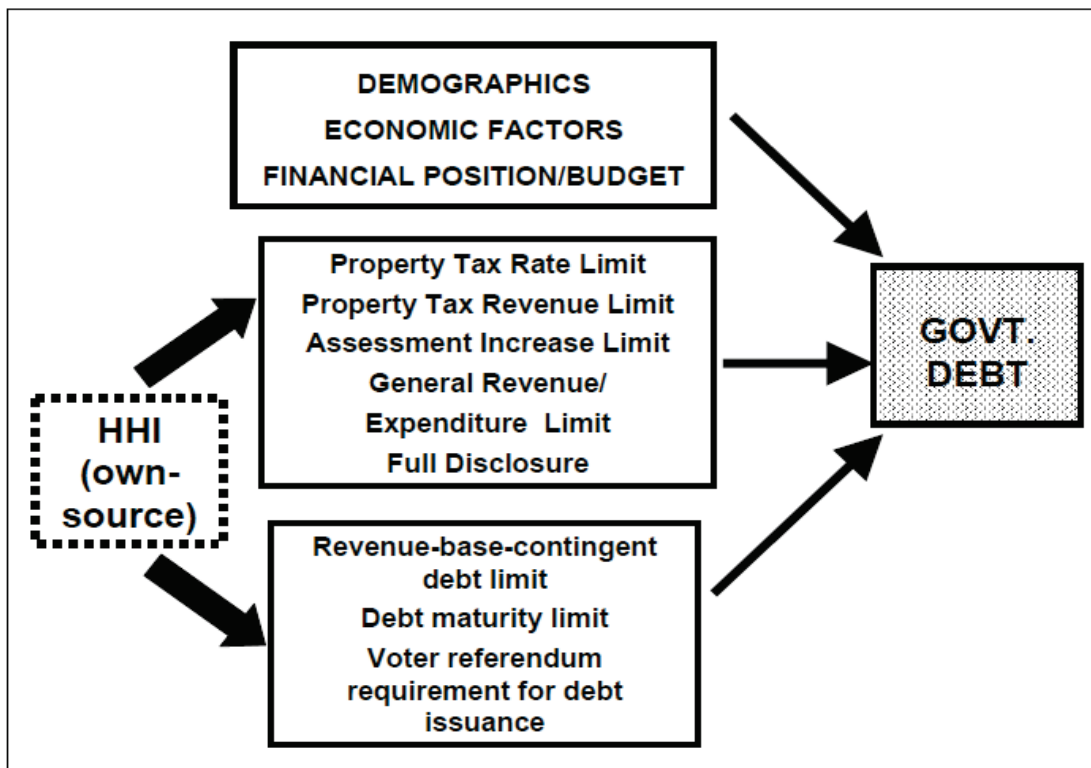 DEMOGRAPHICS
ECONOMIC FACTORS
FINANCIAL POSITION/BUDGET
Property Tax Rate Limit
Property Tax Revenue Limit
Assessment Increase Limit
General Revenue/
Expenditure Limit
Full Disclosure
GOVT.
DEBT
HHI
(own-
source)
Revenue-base-contingent
debt limit
Debt maturity limit
Voter referendum
requirement for debt
issuance